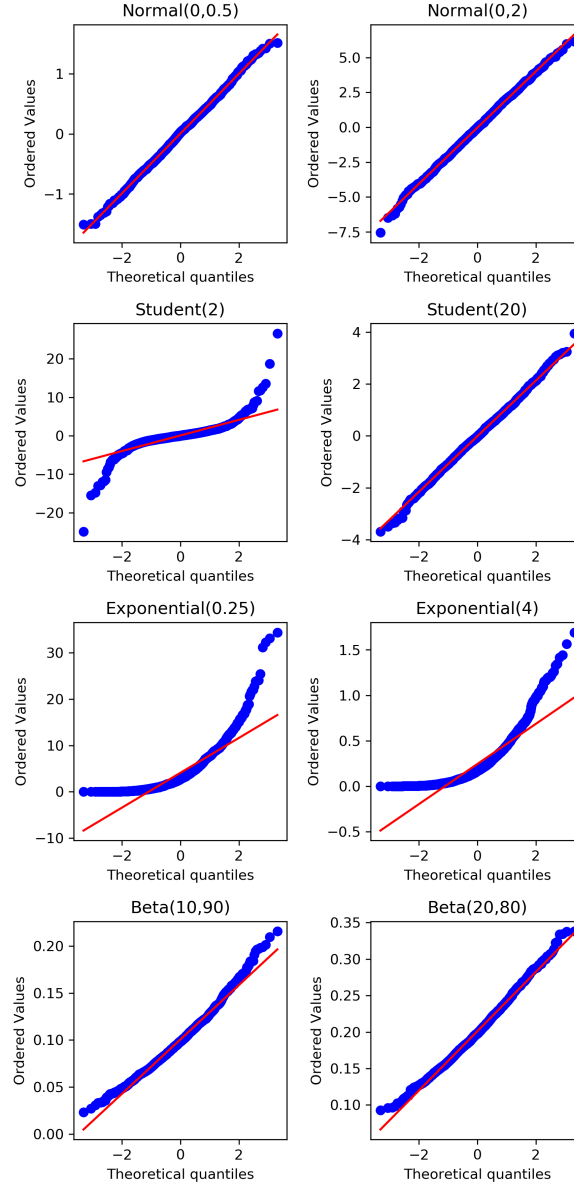 Normal(0,0.5)
Normal(0,2)
Ordered Values
1
0
−1
−2
0
2
Theoretical quantiles
Ordered Values
5.0
2.5
0.0
−2.5
−5.0
−7.5
−2
0
2
Theoretical quantiles
Student(2)
Student(20)
Ordered Values
20
10
0
−10
−20
−2
0
2
Theoretical quantiles
Ordered Values
4
2
0
−2
−4
−2
0
2
Theoretical quantiles
Exponential(0.25)
Exponential(4)
Ordered Values
30
20
10
0
−10
−2
0
2
Theoretical quantiles
Ordered Values
1.5
1.0
0.5
0.0
−0.5
−2
0
2
Theoretical quantiles
Beta(10,90)
Beta(20,80)
Ordered Values
0.20
0.15
0.10
0.05
0.00
−2
0
2
Theoretical quantiles
Ordered Values
0.35
0.30
0.25
0.20
0.15
0.10
−2
0
2
Theoretical quantiles